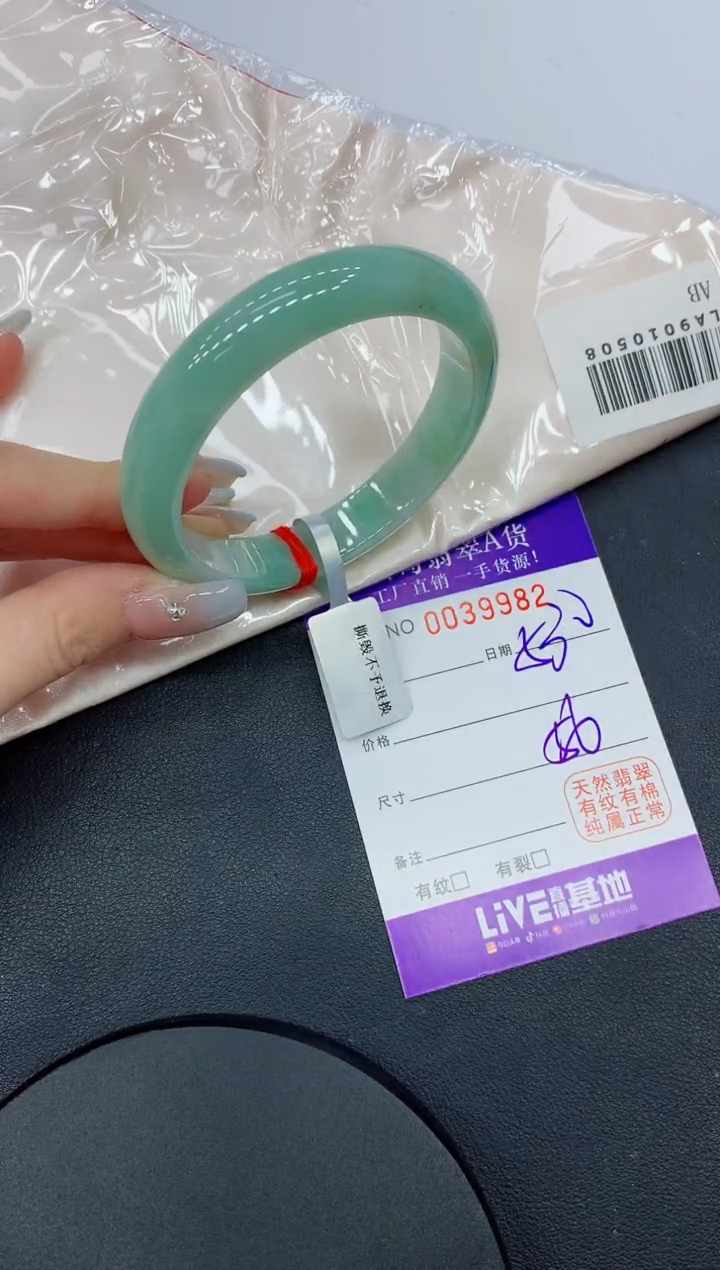 AB
LA9010508
翡翠A货
工厂直销 一手货源！
NO 0039982
日期
撕毁不予退换
价格
尺寸
天然翡翠
有纹有棉
纯属正常
备注
有纹□ 有裂□
LiVE直播基地